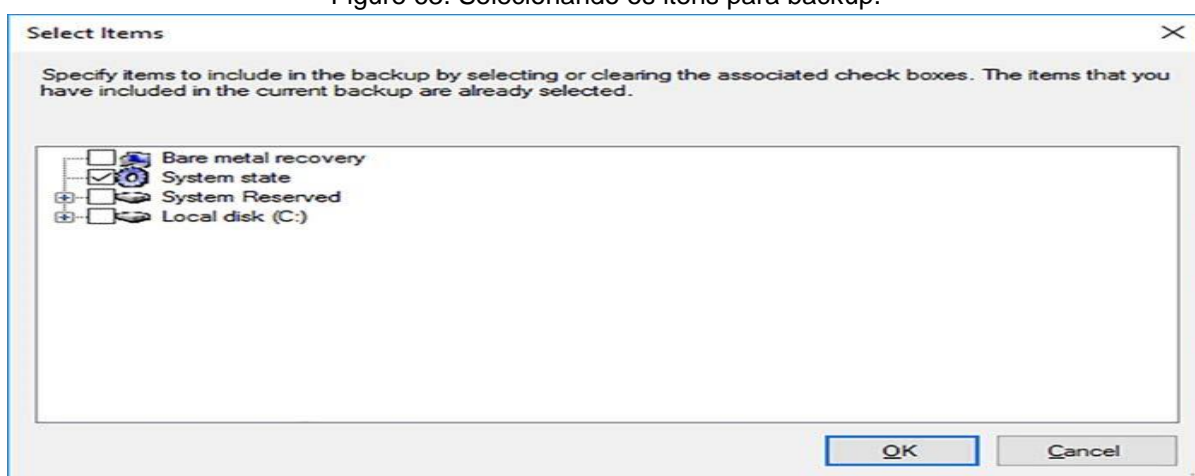 Figure 33. Selecionando os itens para backup.
Select Items
Specify items to include in the backup by selecting or clearing the associated check boxes. The items that you
have included in the current backup are already selected.
Bare metal recovery
System state
System Reserved
Local disk (C:)
OK
Cancel